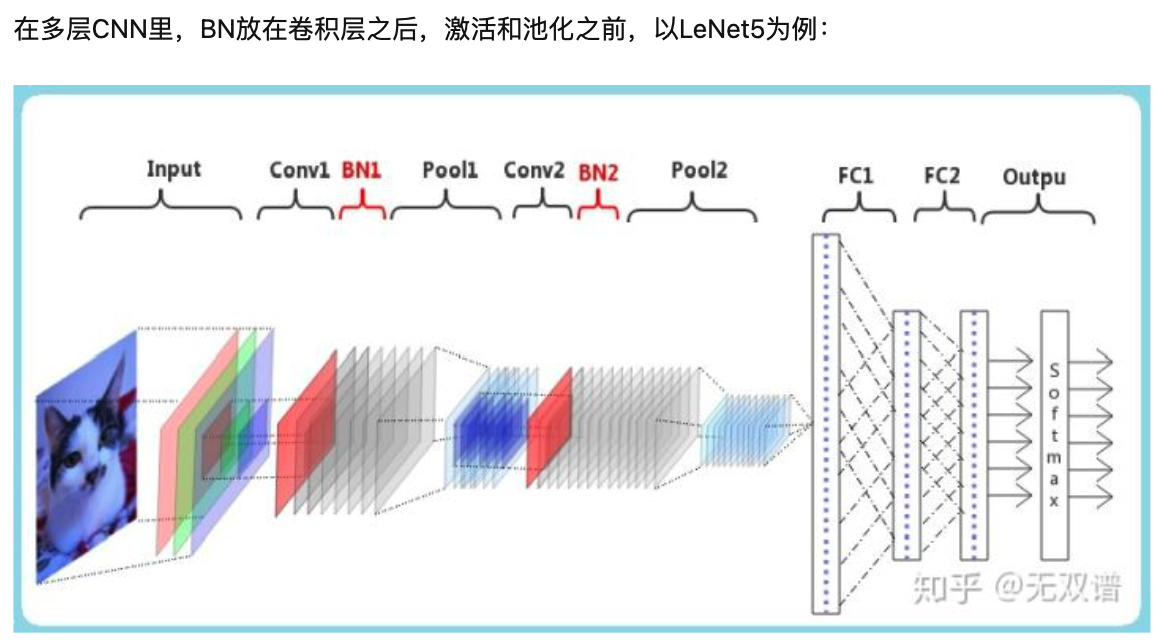 在多层CNN里，BN放在卷积层之后，激活和池化之前，以LeNet5为例：
Input Conv1 BN1 Pool1 Conv2 BN2 Pool2 FC1 FC2 Outpu
Softmax
知乎 @无双谱